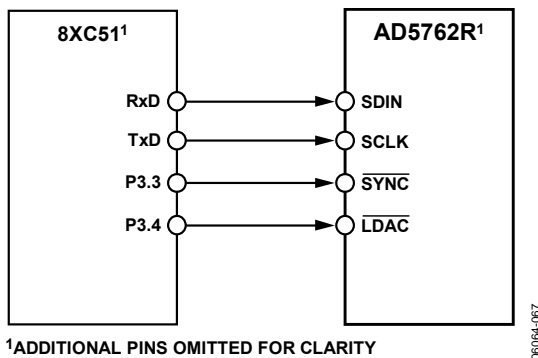 8XC51¹
AD5762R¹
RxD
SDIN
TxD
SCLK
P3.3
SYNC
P3.4
LDAC
¹ADDITIONAL PINS OMITTED FOR CLARITY
06064-067